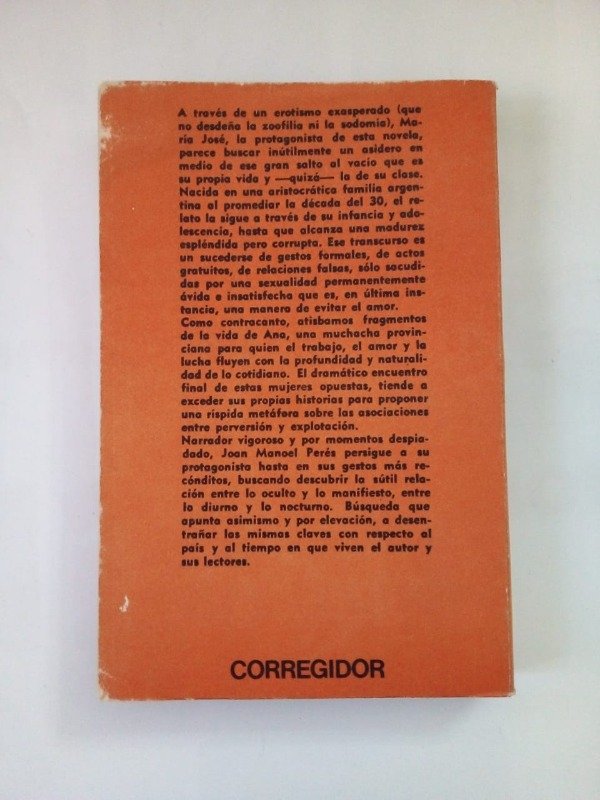 A través de un erotismo exasperado (que
no desdeña la zoofilia ni la sodomía), Ma-
ría José, la protagonista de esta novela,
parece buscar inútilmente un asidero en
medio de ese gran salto al vacío que es
su propia vida y —quizá— la de su clase.
Nacida en una aristocrática familia argen-
tina al promediar la década del 30, el re-
lato la sigue a través de su infancia y ado-
lescencia, hasta que alcanza una madurez
espléndida pero corrupta. Ese transcurso es
un sucederse de gestos formales, de actos
gratuitos, de relaciones falsas, sólo sacudi-
das por una sexualidad permanentemente
ávida e insatisfecha que es, en última ins-
tancia, una manera de evitar el amor.
Como contracanto, atisbamos fragmentos
de la vida de Ana, una muchacha provin-
ciana para quien el trabajo, el amor y la
lucha fluyen con la profundidad y naturali-
dad de lo cotidiano. El dramático encuentro
final de estas mujeres opuestas, tiende a
exceder sus propias historias para proponer
una ríspida metáfora sobre las asociaciones
entre perversión y explotación.
Narrador vigoroso y por momentos despia-
dado, Joan Manoel Perés persigue a su
protagonista hasta en sus gestos más re-
cónditos, buscando descubrir la sútil rela-
ción entre lo oculto y lo manifiesto, entre
lo diurno y lo nocturno. Búsqueda que
apunta asimismo y por elevación, a desen-
trañar las mismas claves con respecto al
país y al tiempo en que viven el autor y
sus lectores.
CORREGIDOR